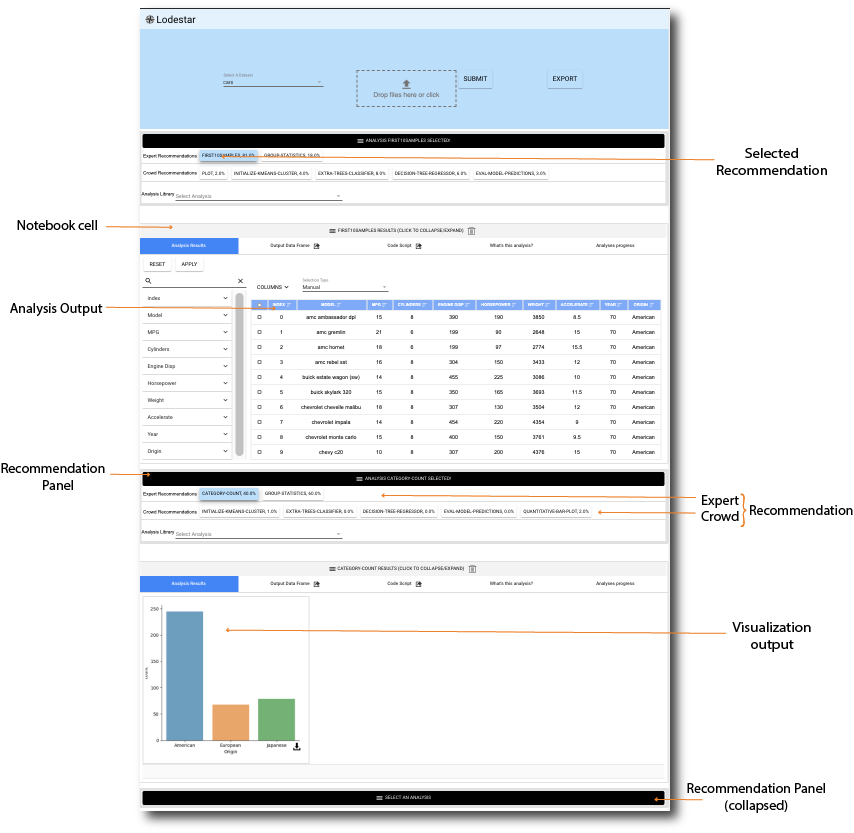 Lodestar
Select A Dataset
cars
Drop files here or click
SUBMIT
EXPORT
ANALYSIS FIRST10SAMPLES SELECTED!
Expert Recommendations
FIRST10SAMPLES, 81.0%
GROUP-STATISTICS, 18.0%
Selected
Recommendation
Crowd Recommendations
PLOT, 2.0%
INITIALIZE-KMEANS-CLUSTER, 4.0%
EXTRA-TREES-CLASSIFIER, 8.0%
DECISION-TREE-REGRESSOR, 6.0%
EVAL-MODEL-PREDICTIONS, 3.0%
Analysis Library
Select Analysis
Notebook cell
FIRST10SAMPLES RESULTS (CLICK TO COLLAPSE/EXPAND)
Analysis Results
Output Data Frame
Code Script
What's this analysis?
Analyses progress
RESET
APPLY
Analysis Output
Index
Model
MPG
Cylinders
Engine Disp
Horsepower
Weight
Accelerate
Year
Origin
COLUMNS
Selection Type
Manual
INDEX MODEL MPG CYLINDERS ENGINE DISP HORSEPOWER WEIGHT ACCELERATE YEAR ORIGIN
0 amc ambassador dpl 15 8 390 190 3850 8.5 70 American
1 amc gremlin 21 6 199 90 2648 15 70 American
2 amc hornet 18 6 199 97 2774 15.5 70 American
3 amc rebel sst 16 8 304 150 3433 12 70 American
4 buick estate wagon (sw) 14 8 455 225 3086 10 70 American
5 buick skylark 320 15 8 350 165 3693 11.5 70 American
6 chevrolet chevelle malibu 18 8 307 130 3504 12 70 American
7 chevrolet impala 14 8 454 220 4354 9 70 American
8 chevrolet monte carlo 15 8 400 150 3761 9.5 70 American
9 chevy c20 10 8 307 200 4376 15 70 American
Recommendation
Panel
ANALYSIS CATEGORY-COUNT SELECTED!
Expert Recommendations
CATEGORY-COUNT, 40.0%
GROUP-STATISTICS, 60.0%
Crowd Recommendations
INITIALIZE-KMEANS-CLUSTER, 1.0%
EXTRA-TREES-CLASSIFIER, 0.0%
DECISION-TREE-REGRESSOR, 0.0%
EVAL-MODEL-PREDICTIONS, 0.0%
QUANTITATIVE-BAR-PLOT, 2.0%
Expert
Crowd
Recommendation
Analysis Library
Select Analysis
CATEGORY-COUNT RESULTS (CLICK TO COLLAPSE/EXPAND)
Analysis Results
Output Data Frame
Code Script
What's this analysis?
Analyses progress
250
200
150
100
50
0
American
European
Japanese
Origin
Visualization
output
SELECT AN ANALYSIS
Recommendation Panel
(collapsed)